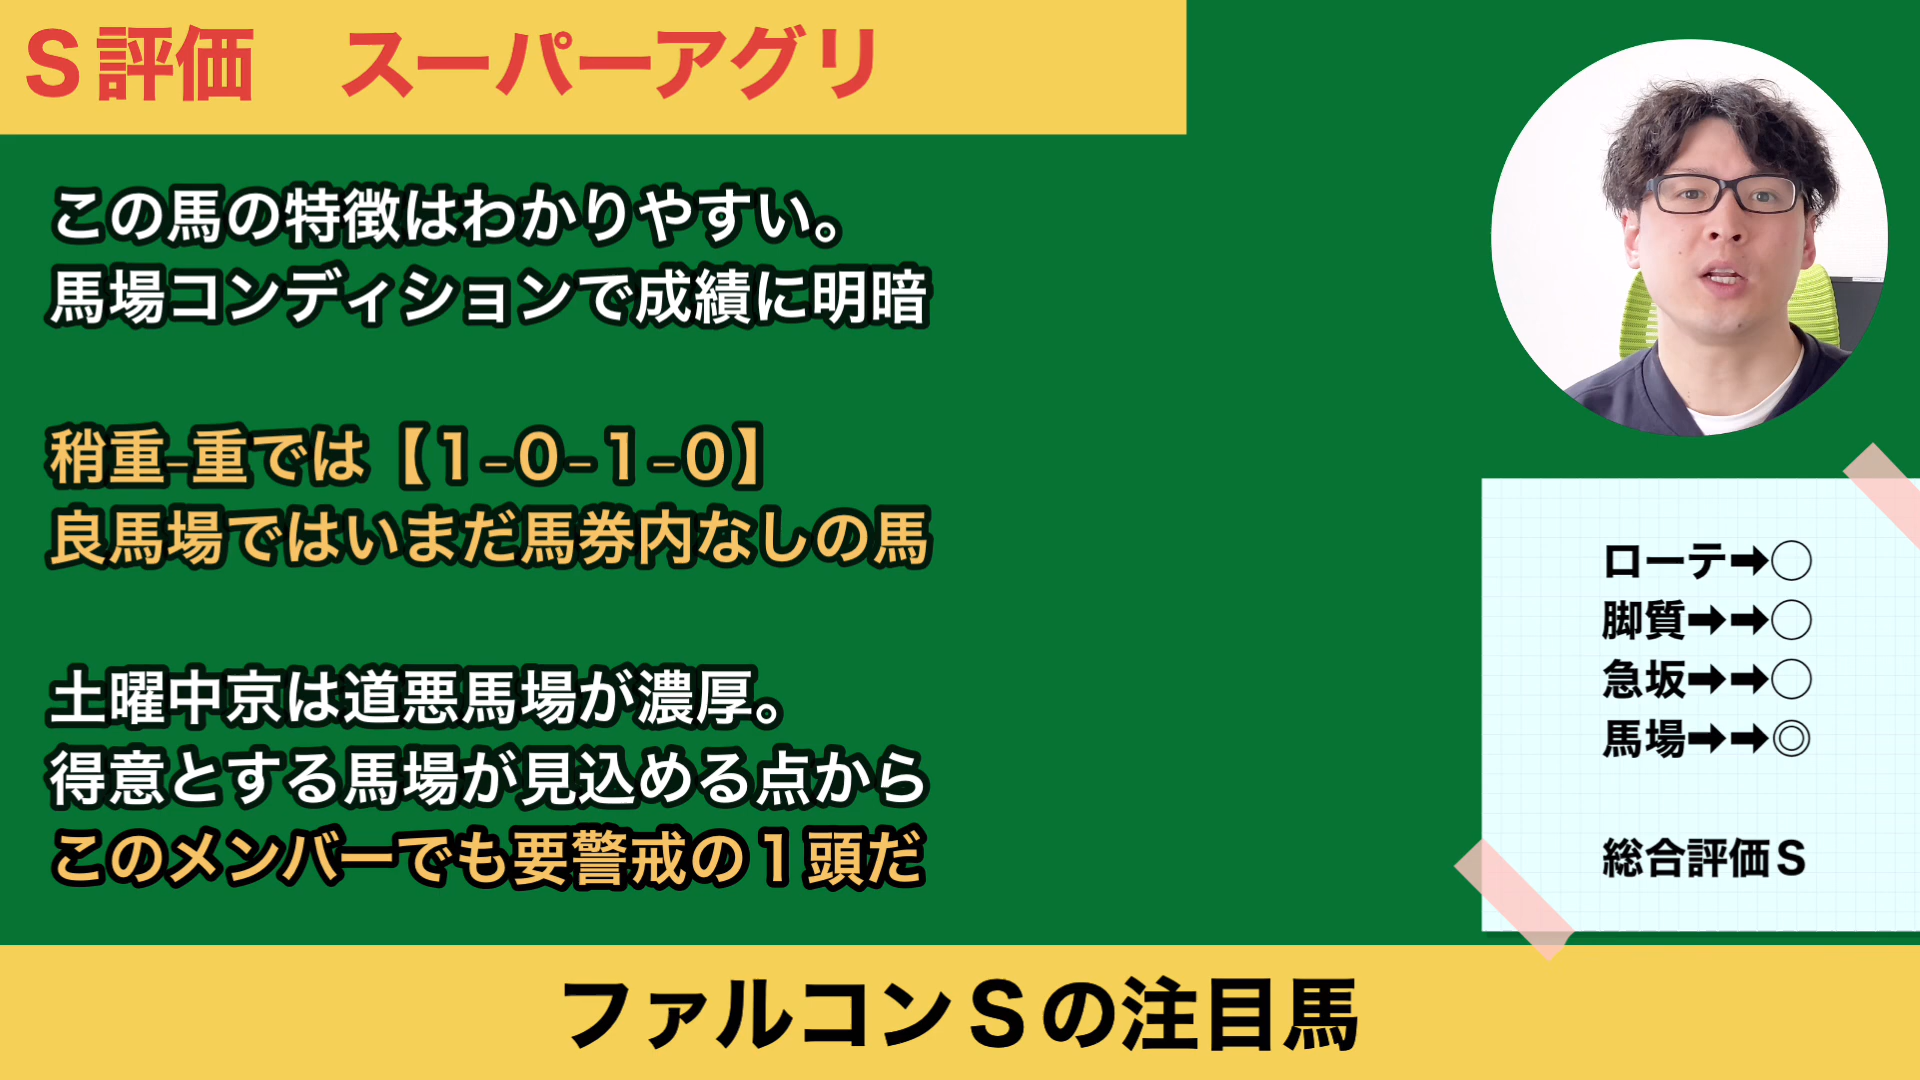 S評価　スーパーアグリ
この馬の特徴はわかりやすい。
馬場コンディションで成績に明暗
稍重-重では【1-0-1-0】
良馬場ではいまだ馬券内なしの馬
土曜中京は道悪馬場が濃厚。
得意とする馬場が見込める点から
このメンバーでも要警戒の1頭だ
ローテ➡◯
脚質➡➡◯
急坂➡➡◯
馬場➡➡◎
総合評価S
ファルコンSの注目馬